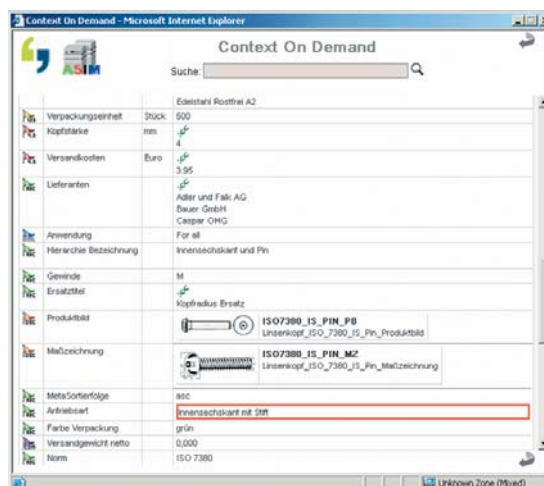 Context On Demand - Microsoft Internet Explorer
ASIM
Context On Demand
Suche:
Edelstahl Rostfrei A2
Verpackungseinheit Stück 500
Kopfstärke mm
4
Versandkosten Euro
3.95
Lieferanten
Adler und Falk AG
Bauer GmbH
Caspar OHG
Anwendung For all
Hierarchie Bezeichnung Innensechskant und Pin
Gewinde M
Ersatztitel
Kopfradius Ersatz
Produktbild ISO7380_IS_PIN_PB
Linsenkopf_ISO_7380_IS_Pin_Produktbild
Maßzeichnung ISO7380_IS_PIN_MZ
Linsenkopf_ISO_7380_IS_Pin_Maßzeichnung
MetaSortierfolge asc
Antriebsart Innensechskant mit Stift
Farbe Verpackung grün
Versandgewicht netto 0,000
Norm ISO 7380
Unknown Zone (Mixed)